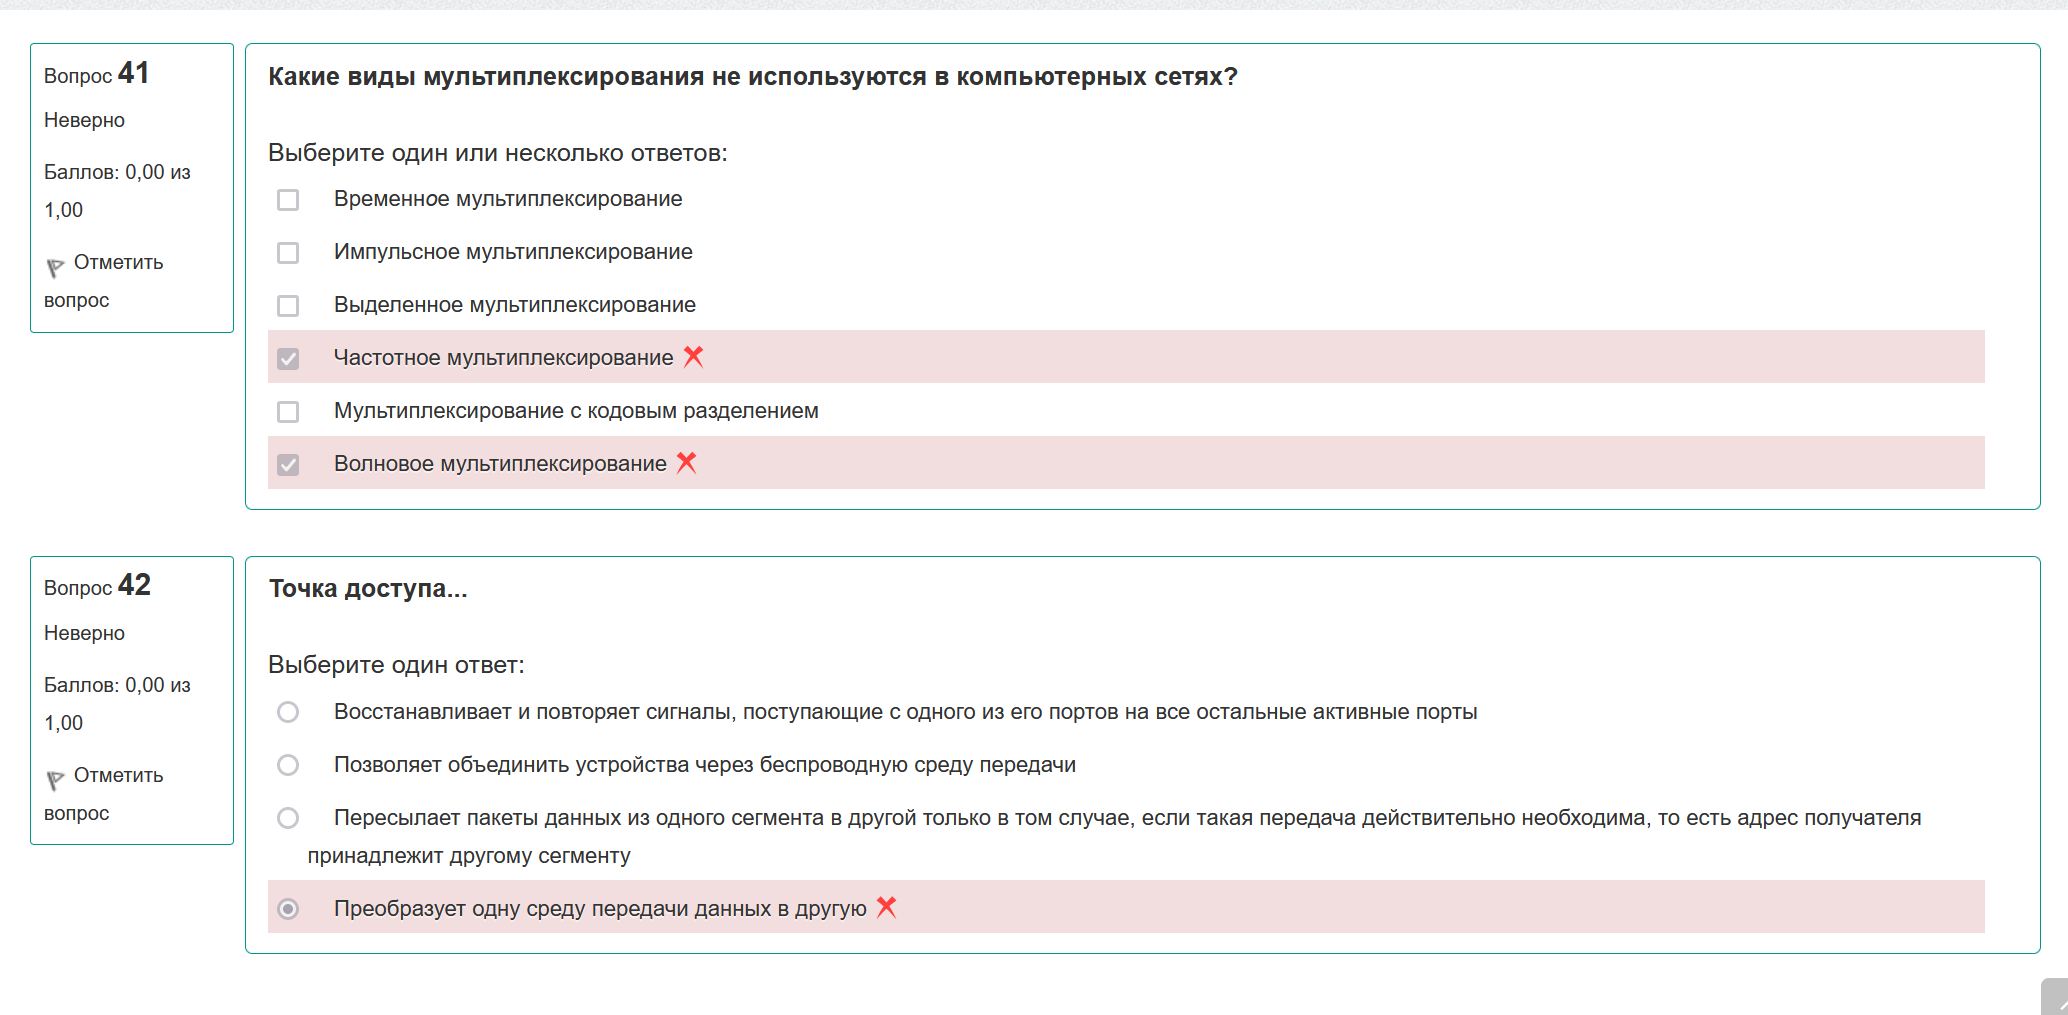 Вопрос 41
Неверно
Баллов: 0,00 из
1,00
Отметить
вопрос
Какие виды мультиплексирования не используются в компьютерных сетях?
Выберите один или несколько ответов:
Временное мультиплексирование
Импульсное мультиплексирование
Выделенное мультиплексирование
Частотное мультиплексирование
Мультиплексирование с кодовым разделением
Волновое мультиплексирование
Вопрос 42
Неверно
Баллов: 0,00 из
1,00
Отметить
вопрос
Точка доступа...
Выберите один ответ:
Восстанавливает и повторяет сигналы, поступающие с одного из его портов на все остальные активные порты
Позволяет объединить устройства через беспроводную среду передачи
Пересылает пакеты данных из одного сегмента в другой только в том случае, если такая передача действительно необходима, то есть адрес получателя
принадлежит другому сегменту
Преобразует одну среду передачи данных в другую